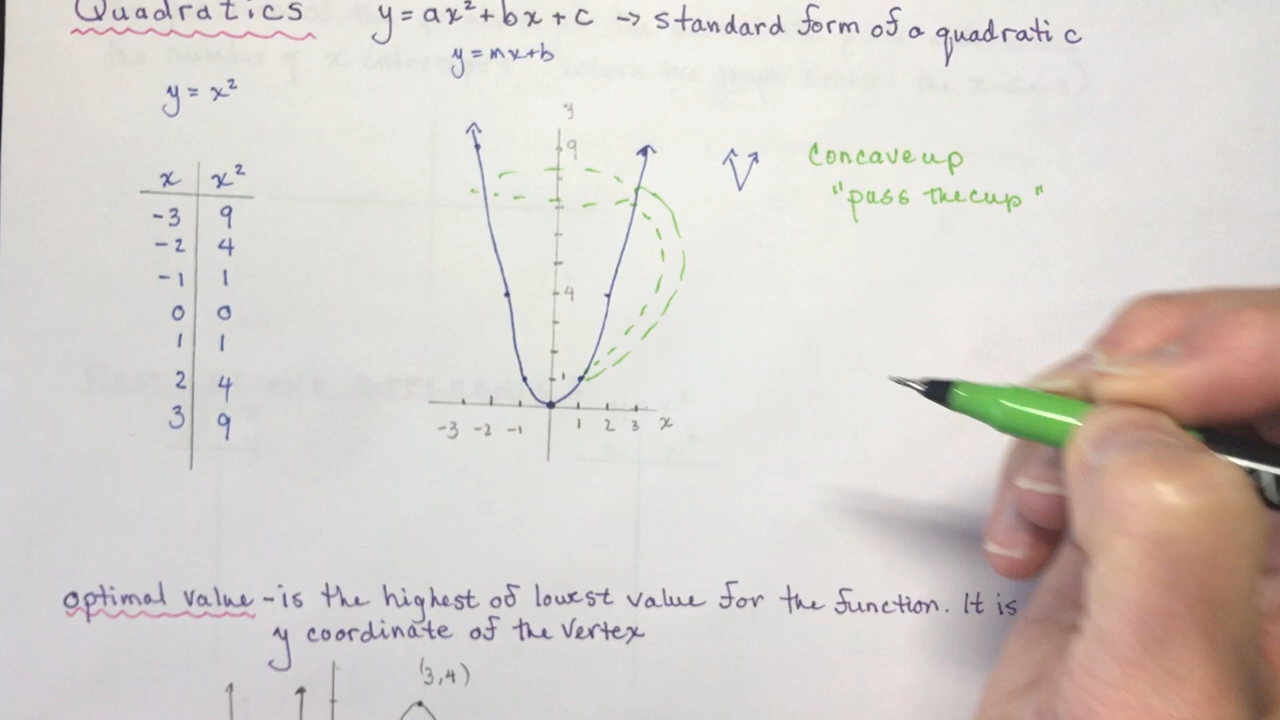 Quadratics y = ax² + bx + c → standard form of a quadratic
y = mx+b
y = x²
x x²
-3 9
-2 4
-1 1
0 0
1 1
2 4
3 9
y
9
4
1
-3 -2 -1 1 2 3 x
Concave up
"pass the cup"
optimal value - is the highest of lowest value for the function. It is
y coordinate of the vertex
(3,4)